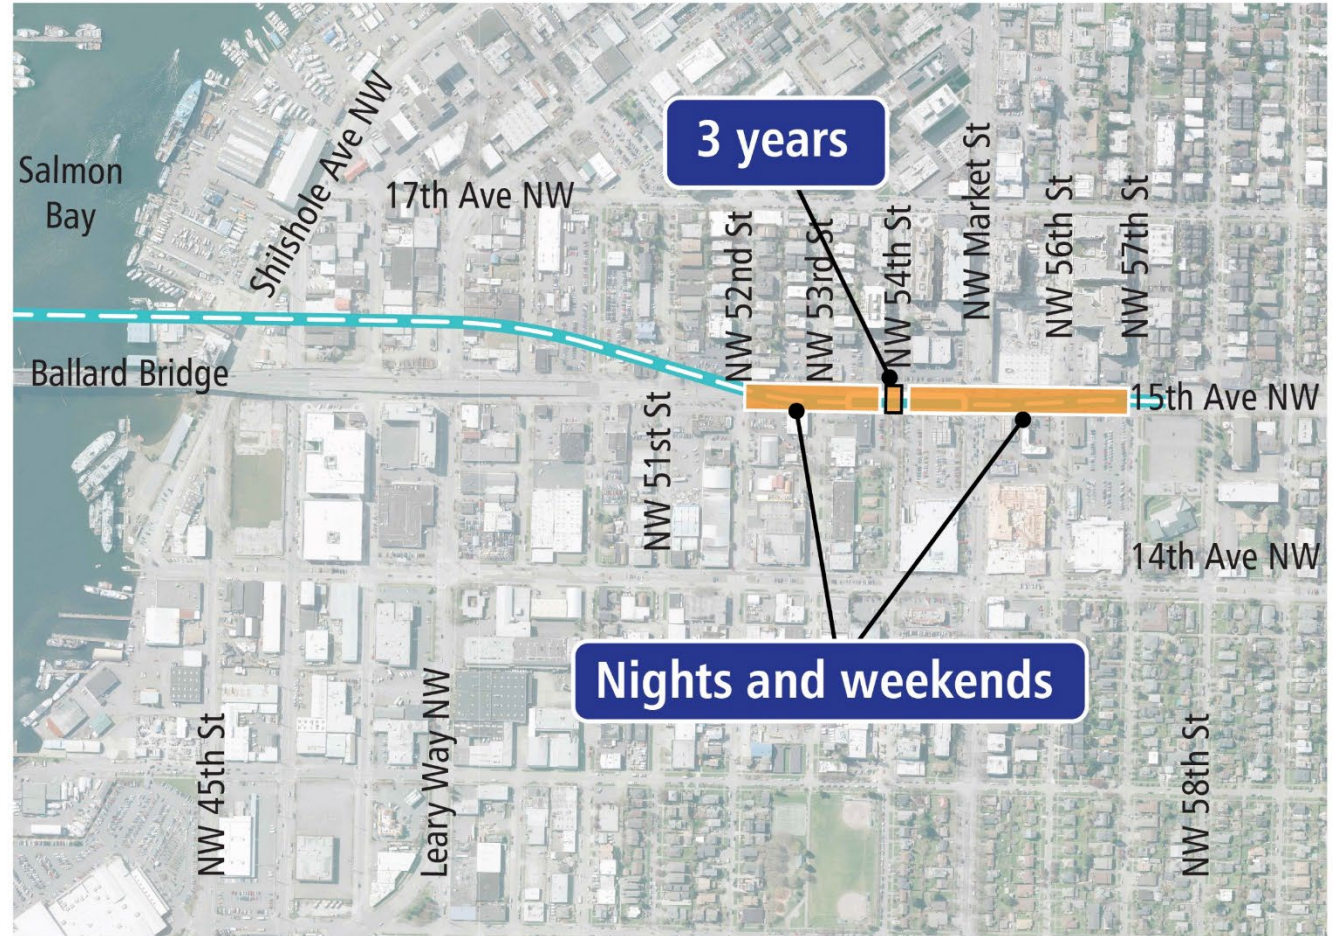 Salmon
Bay
Shilshole Ave NW
17th Ave NW
3 years
NW 52nd St
NW 53rd St
NW 54th St
NW Market St
NW 56th St
NW 57th St
Ballard Bridge
15th Ave NW
NW 51st St
14th Ave NW
Nights and weekends
NW 45th St
Leary Way NW
NW 58th St